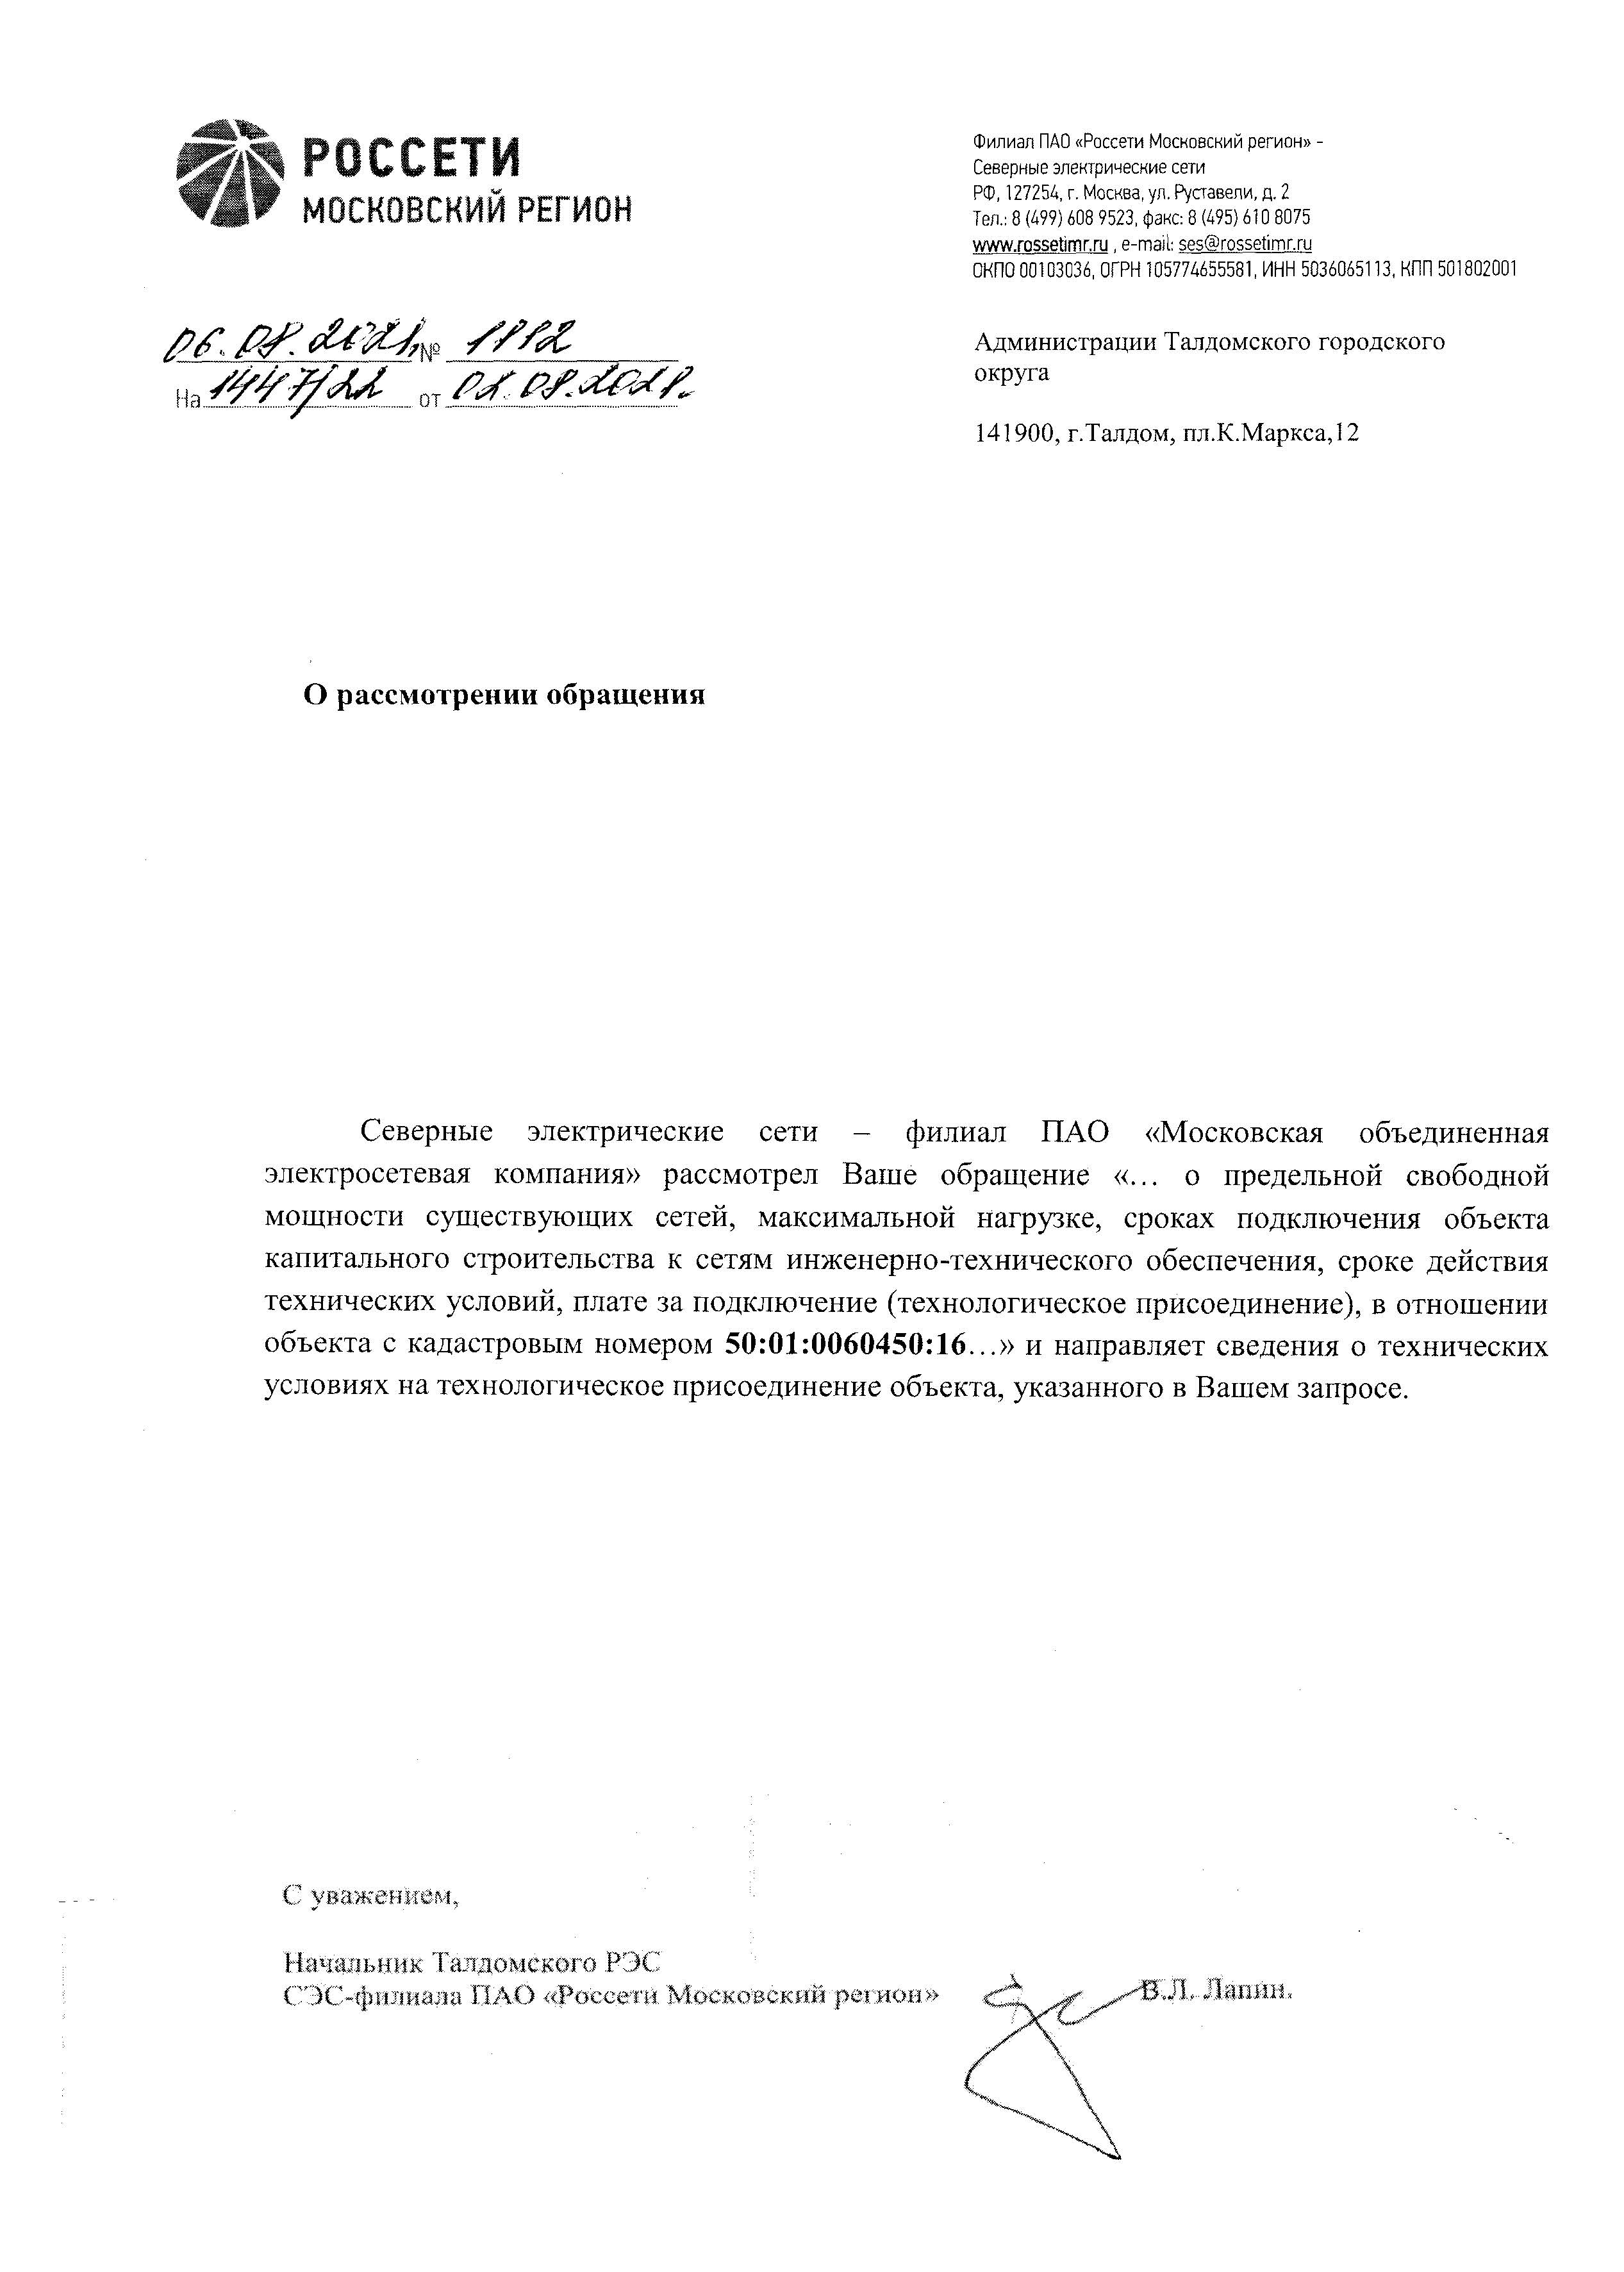 РОССЕТИ
МОСКОВСКИЙ РЕГИОН
Филиал ПАО «Россети Московский регион» -
Северные электрические сети
РФ, 127254, г. Москва, ул. Руставели, д. 2
Тел.: 8 (499) 608 9523, факс: 8 (495) 610 8075
www.rossetimr.ru , e-mail: ses@rossetimr.ru
ОКПО 00103036, ОГРН 105774655581, ИНН 5036065113, КПП 501802001
06.08.2021 № 1112
На 1447/22 от 02.08.2021.
Администрации Талдомского городского
округа
141900, г.Талдом, пл.К.Маркса,12
О рассмотрении обращения
Северные электрические сети – филиал ПАО «Московская объединенная
электросетевая компания» рассмотрел Ваше обращение «... о предельной свободной
мощности существующих сетей, максимальной нагрузке, сроках подключения объекта
капитального строительства к сетям инженерно-технического обеспечения, сроке действия
технических условий, плате за подключение (технологическое присоединение), в отношении
объекта с кадастровым номером 50:01:0060450:16...» и направляет сведения о технических
условиях на технологическое присоединение объекта, указанного в Вашем запросе.
С уважением,
Начальник Талдомского РЭС
СЭС-филиала ПАО «Россети Московский регион» В.Л. Лапин.